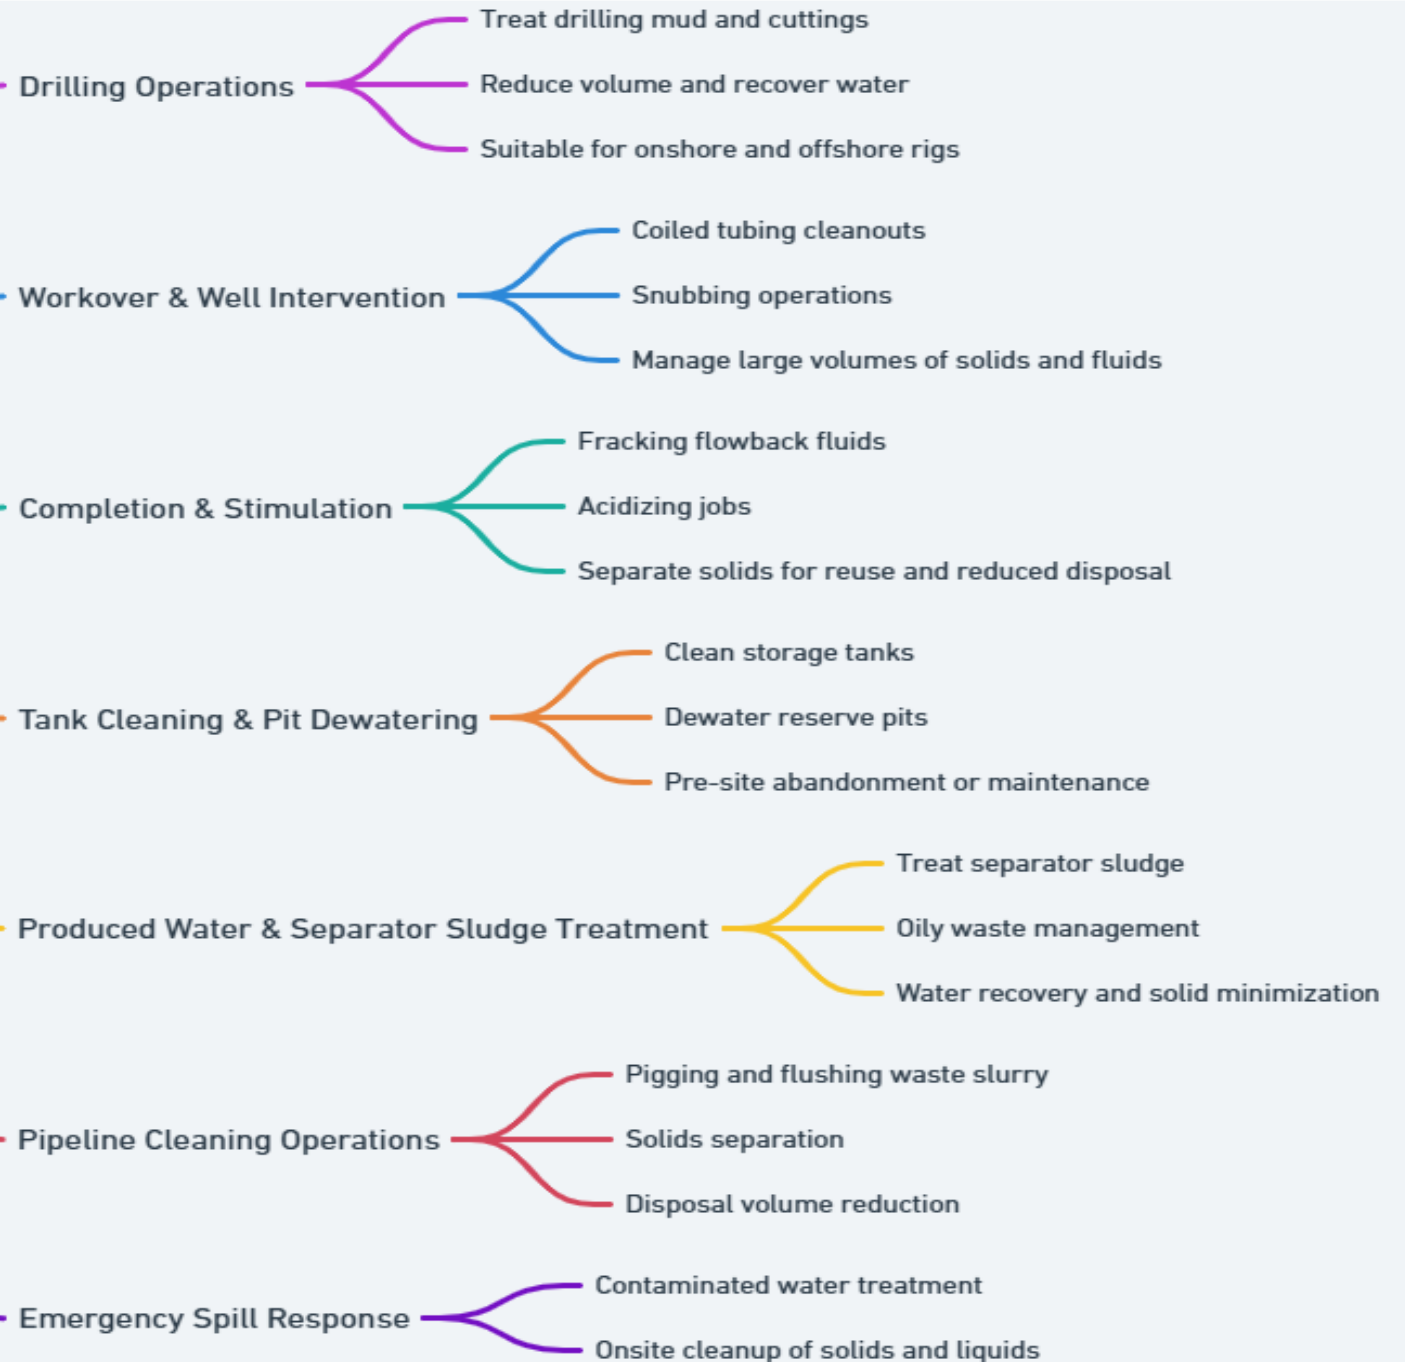 Drilling Operations
Treat drilling mud and cuttings
Reduce volume and recover water
Suitable for onshore and offshore rigs
Workover & Well Intervention
Coiled tubing cleanouts
Snubbing operations
Manage large volumes of solids and fluids
Completion & Stimulation
Fracking flowback fluids
Acidizing jobs
Separate solids for reuse and reduced disposal
Tank Cleaning & Pit Dewatering
Clean storage tanks
Dewater reserve pits
Pre-site abandonment or maintenance
Produced Water & Separator Sludge Treatment
Treat separator sludge
Oily waste management
Water recovery and solid minimization
Pipeline Cleaning Operations
Pigging and flushing waste slurry
Solids separation
Disposal volume reduction
Emergency Spill Response
Contaminated water treatment
Onsite cleanup of solids and liquids